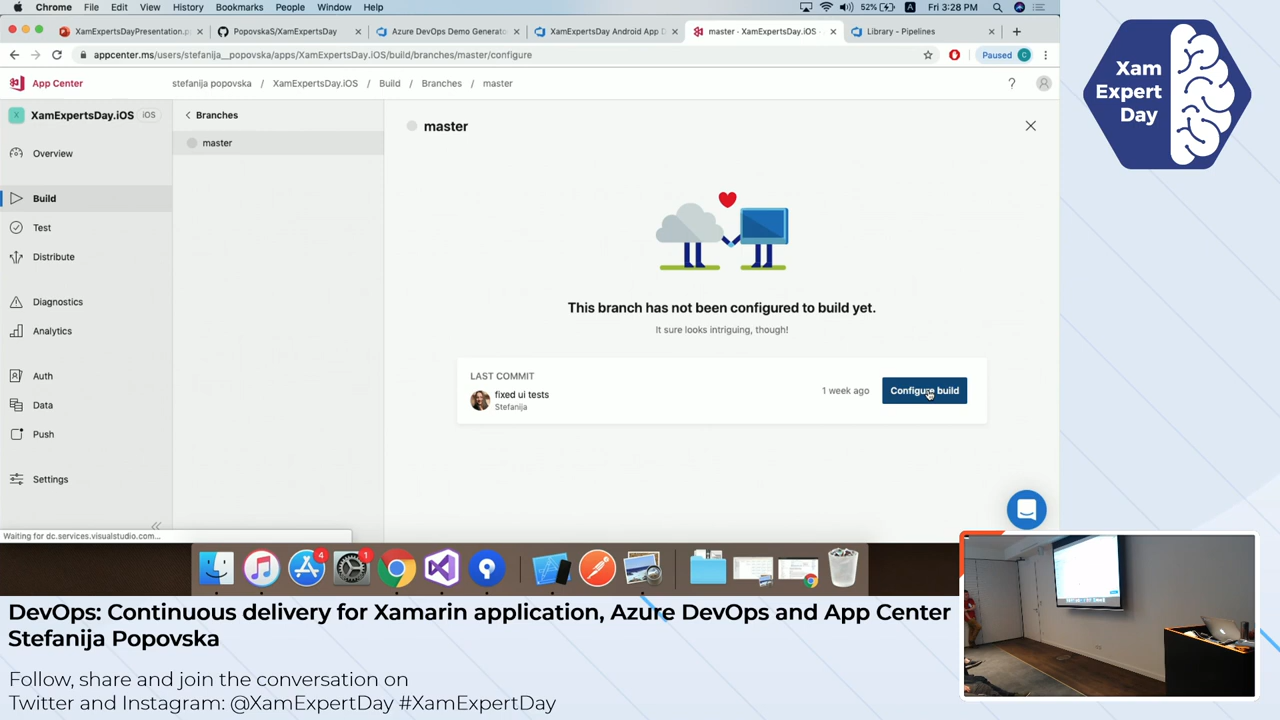 Chrome File Edit View History Bookmarks People Window Help
52% Fri 3:28 PM
XamExpertsDayPresentation.p
PopovskaS/XamExpertsDay
Azure DevOps Demo Generato
XamExpertsDay Android App D
master · XamExpertsDay.iOS
Library - Pipelines
appcenter.ms/users/stefanija__popovska/apps/XamExpertsDay.iOS/build/branches/master/configure
Paused C
App Center
stefanija popovska / XamExpertsDay.iOS / Build / Branches / master
X XamExpertsDay.iOS iOS
Overview
Build
Test
Distribute
Diagnostics
Analytics
Auth
Data
Push
Settings
Branches
master
master
This branch has not been configured to build yet.
It sure looks intriguing, though!
LAST COMMIT
fixed ui tests
Stefanija
1 week ago
Configure build
Waiting for dc.services.visualstudio.com...
4
1
Xam
Expert
Day
DevOps: Continuous delivery for Xamarin application, Azure DevOps and App Center
Stefanija Popovska
Follow, share and join the conversation on
Twitter and Instagram: @XamExpertDay #XamExpertDay